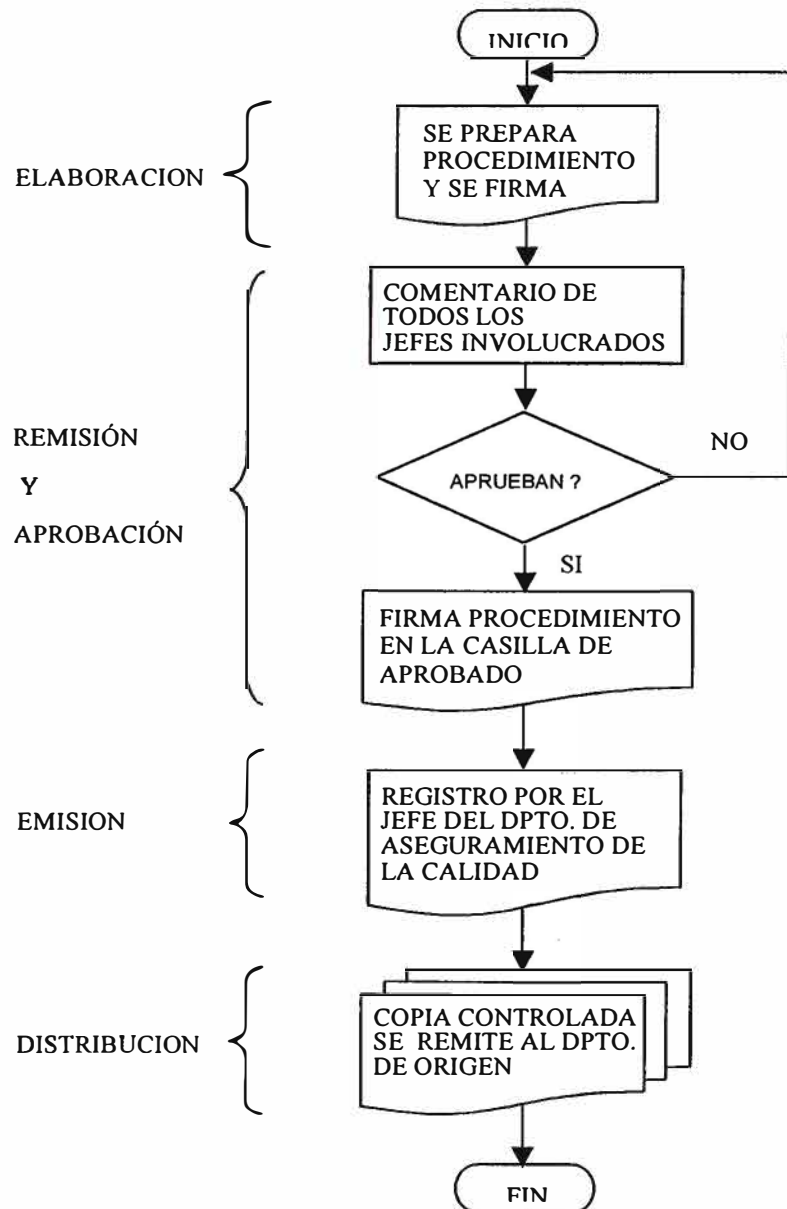 INICIO
SE PREPARA
PROCEDIMIENTO
Y SE FIRMA
ELABORACION
COMENTARIO DE
TODOS LOS
JEFES INVOLUCRADOS
REMISIÓN
Y
APROBACIÓN
APRUEBAN ?
NO
SI
FIRMA PROCEDIMIENTO
EN LA CASILLA DE
APROBADO
EMISION
REGISTRO POR EL
JEFE DEL DPTO. DE
ASEGURAMIENTO DE
LA CALIDAD
DISTRIBUCION
COPIA CONTROLADA
SE REMITE AL DPTO.
DE ORIGEN
FIN